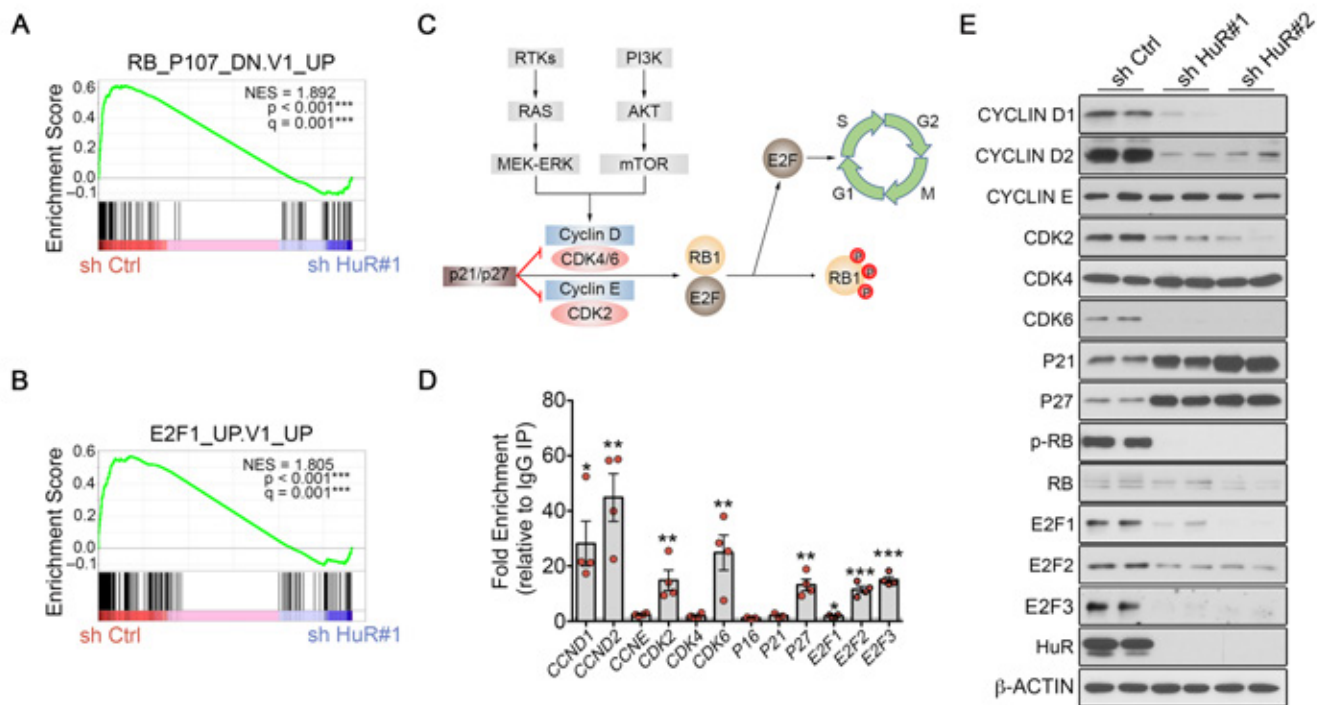 A
RB_P107_DN.V1_UP
Enrichment Score
0.6
0.4
0.2
0.0
–0.1
NES = 1.892
p < 0.001***
q = 0.001***
sh Ctrl
sh HuR#1
B
E2F1_UP.V1_UP
Enrichment Score
0.6
0.4
0.2
0.0
–0.1
NES = 1.805
p < 0.001***
q = 0.001***
sh Ctrl
sh HuR#1
C
RTKs
PI3K
RAS
AKT
MEK-ERK
mTOR
Cyclin D
CDK4/6
p21/p27
Cyclin E
CDK2
RB1
E2F
E2F
RB1
P
P
P
S
G2
G1
M
D
Fold Enrichment
(relative to IgG IP)
80
60
40
20
0
*
**
**
**
**
*
***
***
CCND1
CCND2
CCNE
CDK2
CDK4
CDK6
P16
P21
P27
E2F1
E2F2
E2F3
E
sh Ctrl
sh HuR#1
sh HuR#2
CYCLIN D1
CYCLIN D2
CYCLIN E
CDK2
CDK4
CDK6
P21
P27
p-RB
RB
E2F1
E2F2
E2F3
HuR
β-ACTIN